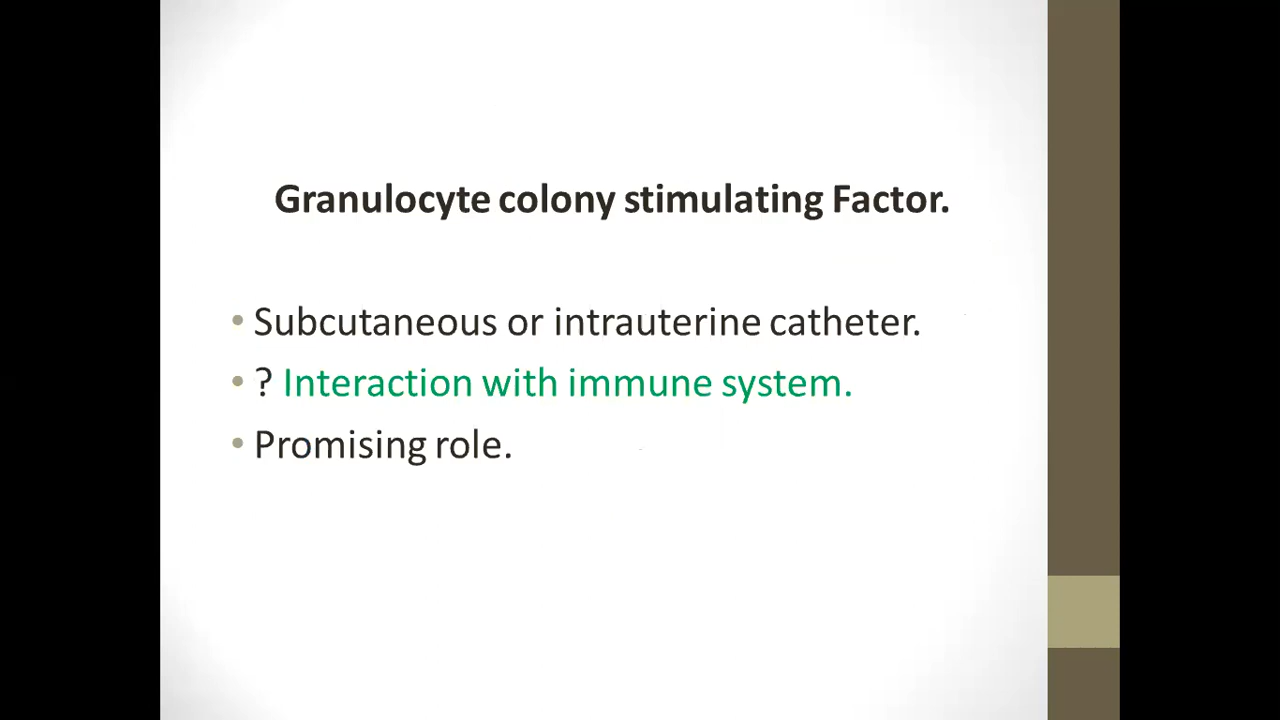 Granulocyte colony stimulating Factor.
• Subcutaneous or intrauterine catheter.
• ? Interaction with immune system.
• Promising role.